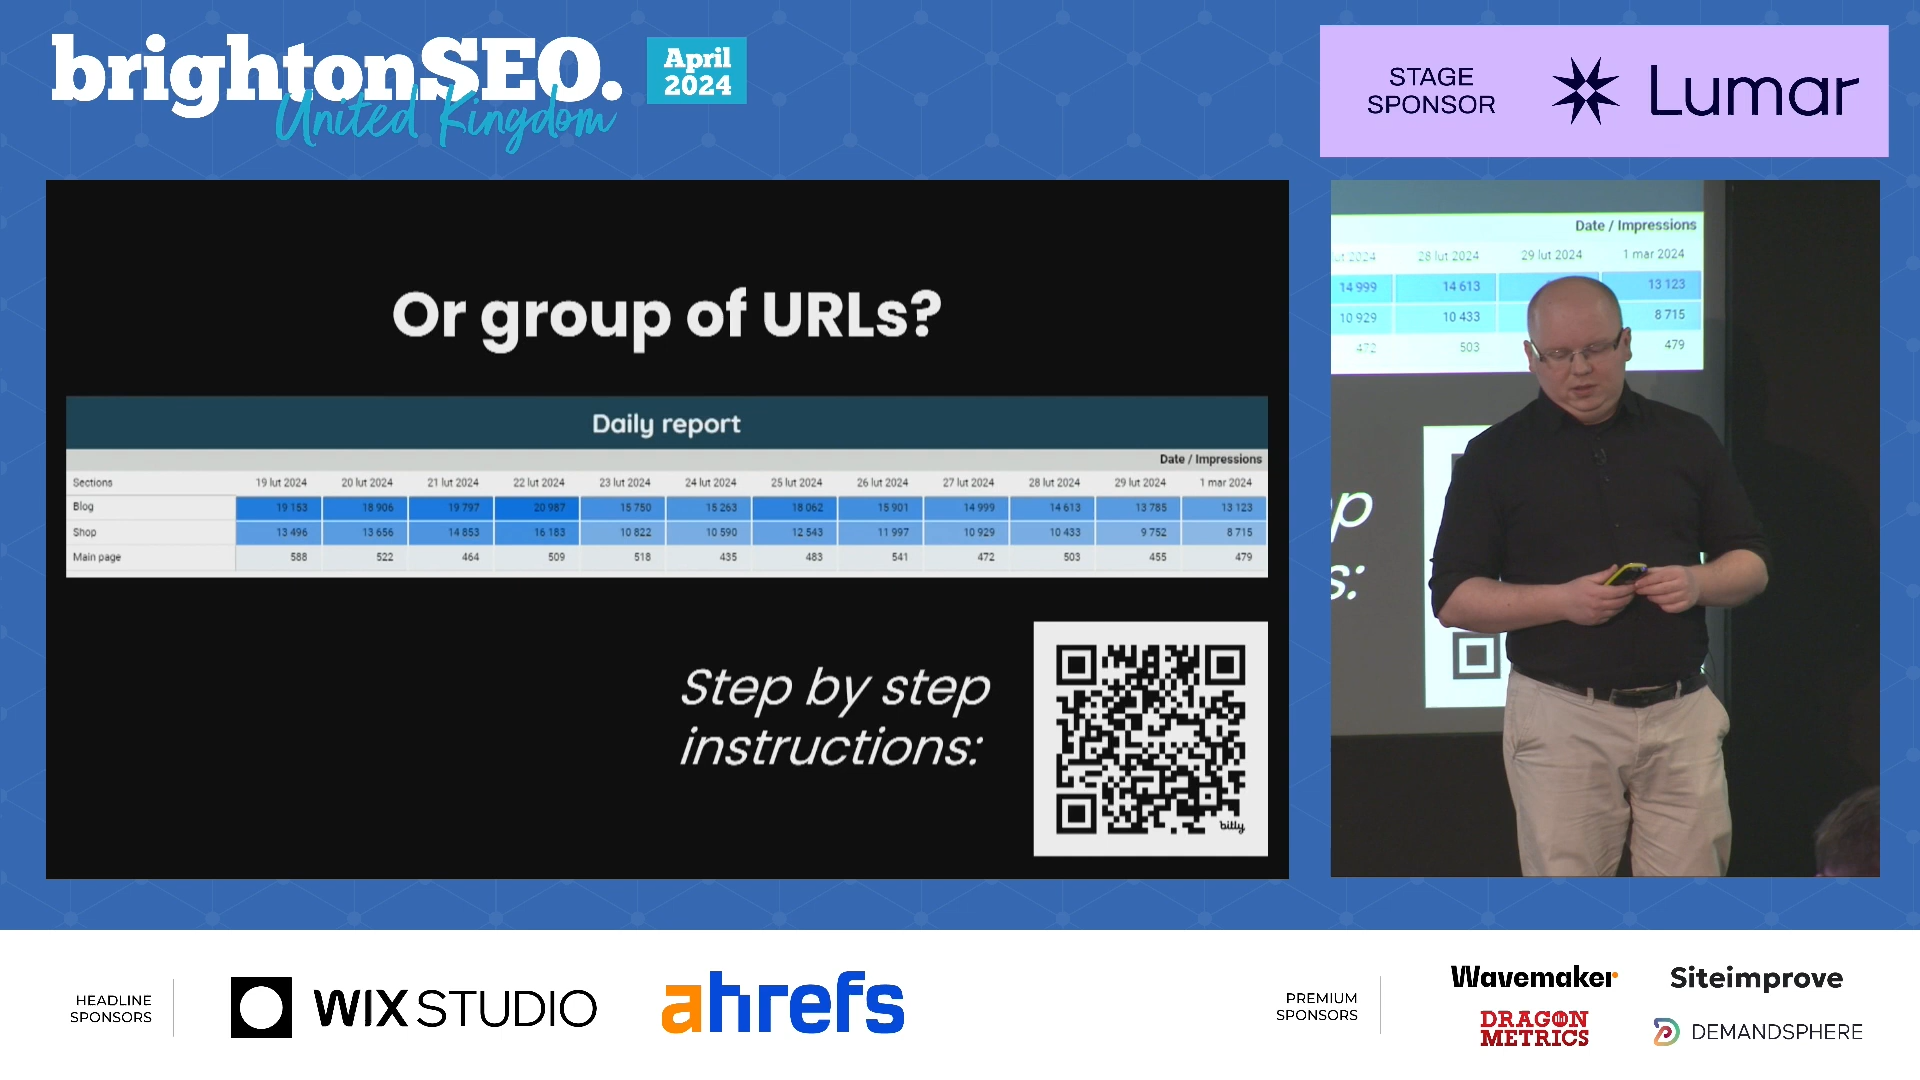 brightonSEO.
United Kingdom
April
2024
STAGE
SPONSOR
Lumar
Or group of URLs?
Daily report
Date / Impressions
Sections 19 lut 2024 20 lut 2024 21 lut 2024 22 lut 2024 23 lut 2024 24 lut 2024 25 lut 2024 26 lut 2024 27 lut 2024 28 lut 2024 29 lut 2024 1 mar 2024
Blog 19 153 18 906 19 797 20 987 15 750 15 263 18 062 15 901 14 999 14 613 13 785 13 123
Shop 13 496 13 656 14 853 16 183 10 822 10 590 12 543 11 997 10 929 10 433 9 752 8 715
Main page 588 522 464 509 518 435 483 541 472 503 455 479
Step by step
instructions:
bitly
Date / Impressions
lut 2024 28 lut 2024 29 lut 2024 1 mar 2024
14 999 14 613 13 123
10 929 10 433 8 715
472 503 479
p
s:
HEADLINE
SPONSORS
WIX STUDIO
ahrefs
PREMIUM
SPONSORS
Wavemaker
Siteimprove
DRAGON
METRICS
DEMANDSPHERE